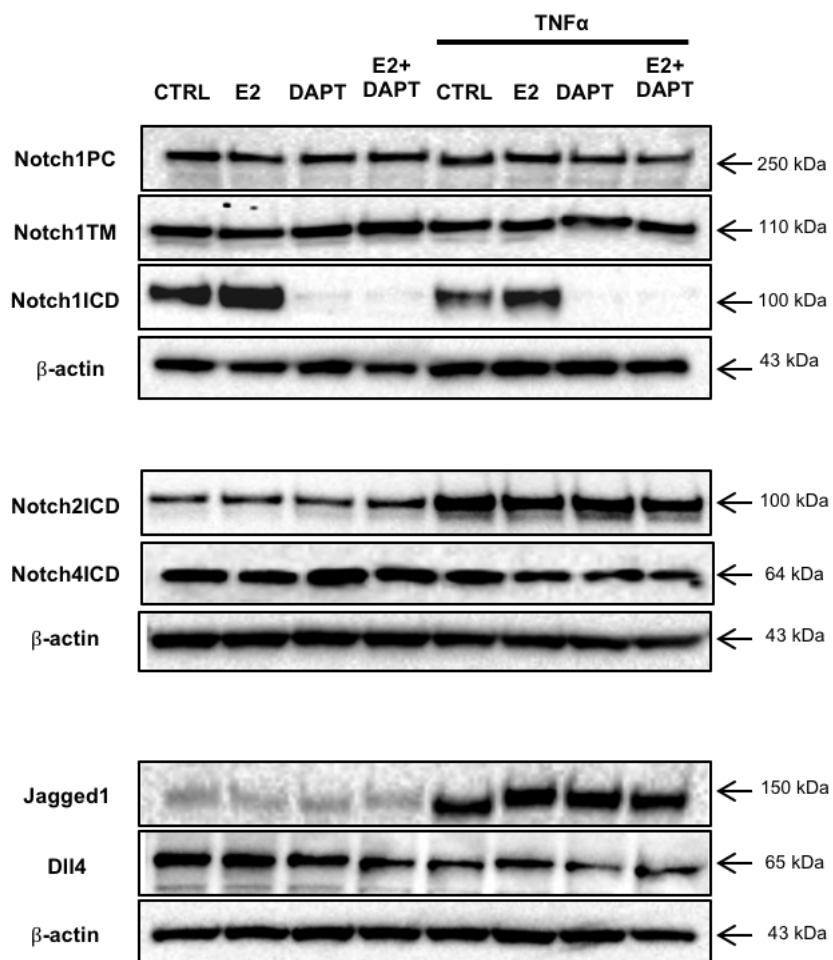 TNFα
CTRL E2 DAPT E2+ DAPT CTRL E2 DAPT E2+ DAPT
Notch1PC 250 kDa
Notch1TM 110 kDa
Notch1ICD 100 kDa
β-actin 43 kDa
Notch2ICD 100 kDa
Notch4ICD 64 kDa
β-actin 43 kDa
Jagged1 150 kDa
Dll4 65 kDa
β-actin 43 kDa